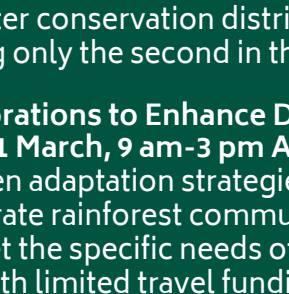 ter conservation distri
g only the second in th
orations to Enhance D
1 March, 9 am-3 pm A
en adaptation strategie
rate rainforest commu
t the specific needs o
th limited travel fundi